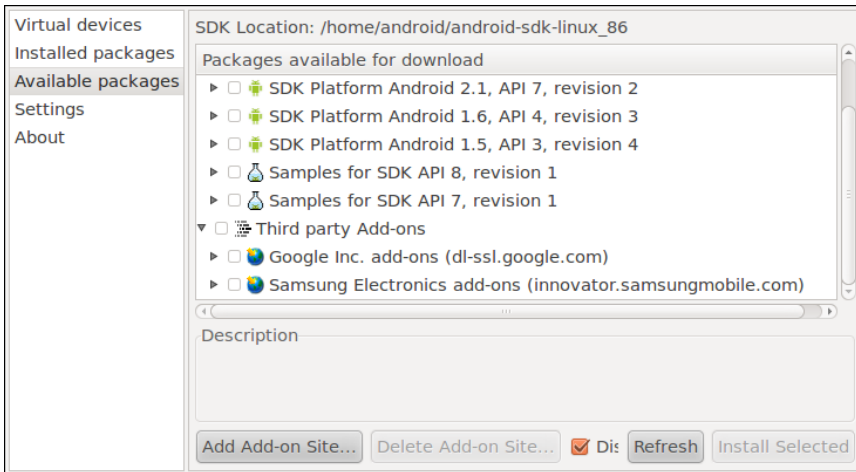 Virtual devices
Installed packages
Available packages
Settings
About
SDK Location: /home/android/android-sdk-linux_86
Packages available for download
SDK Platform Android 2.1, API 7, revision 2
SDK Platform Android 1.6, API 4, revision 3
SDK Platform Android 1.5, API 3, revision 4
Samples for SDK API 8, revision 1
Samples for SDK API 7, revision 1
Third party Add-ons
Google Inc. add-ons (dl-ssl.google.com)
Samsung Electronics add-ons (innovator.samsungmobile.com)
Description
Add Add-on Site... Delete Add-on Site... Dis Refresh Install Selected